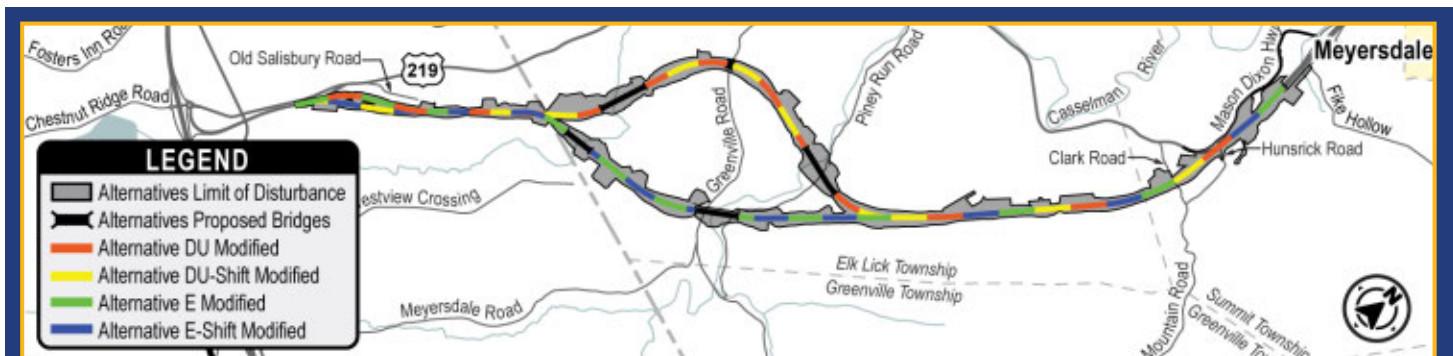 Fosters Inn Roa
Old Salisbury Road
219
Chestnut Ridge Road
Greenville Road
Piney Run Road
Casselman
River
Mason Dixon Hwy
Meyersdale
Fike Hollow
Clark Road
Hunsrick Road
LEGEND
Alternatives Limit of Disturbance
Alternatives Proposed Bridges
Alternative DU Modified
Alternative DU-Shift Modified
Alternative E Modified
Alternative E-Shift Modified
estview Crossing
Meyersdale Road
Elk Lick Township
Greenville Township
Mountain Road
Summit Township
Greenville To
N